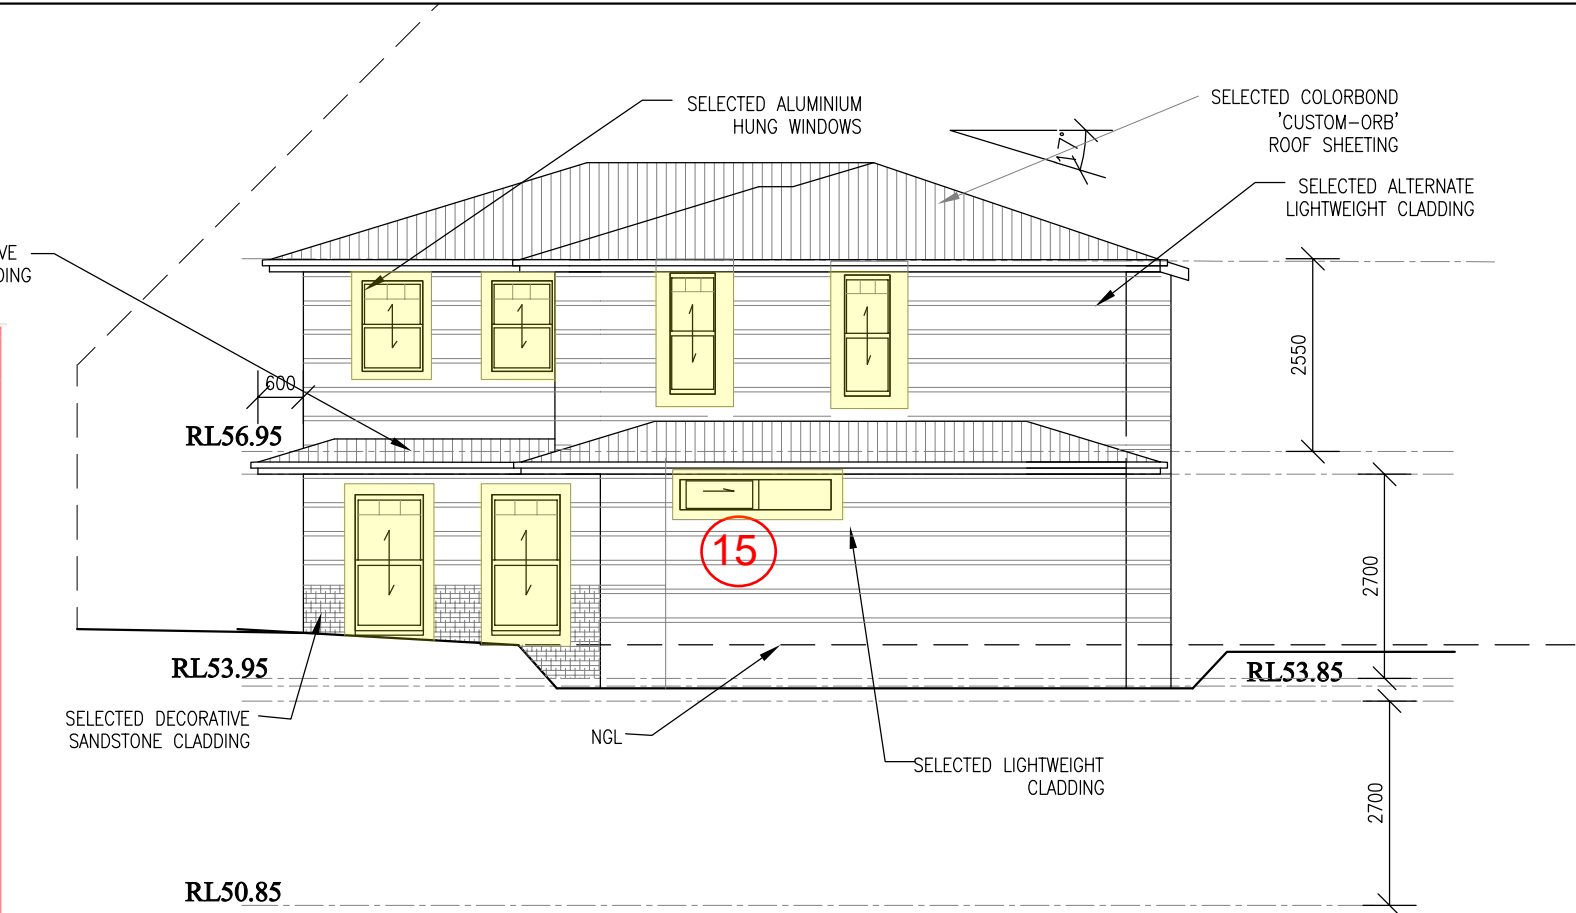 SELECTED ALUMINIUM
HUNG WINDOWS
SELECTED COLORBOND
'CUSTOM-ORB'
ROOF SHEETING
17°
SELECTED ALTERNATE
LIGHTWEIGHT CLADDING
VE
DING
2550
600
RL56.95
15
2700
RL53.95
RL53.85
SELECTED DECORATIVE
SANDSTONE CLADDING
NGL
SELECTED LIGHTWEIGHT
CLADDING
2700
RL50.85